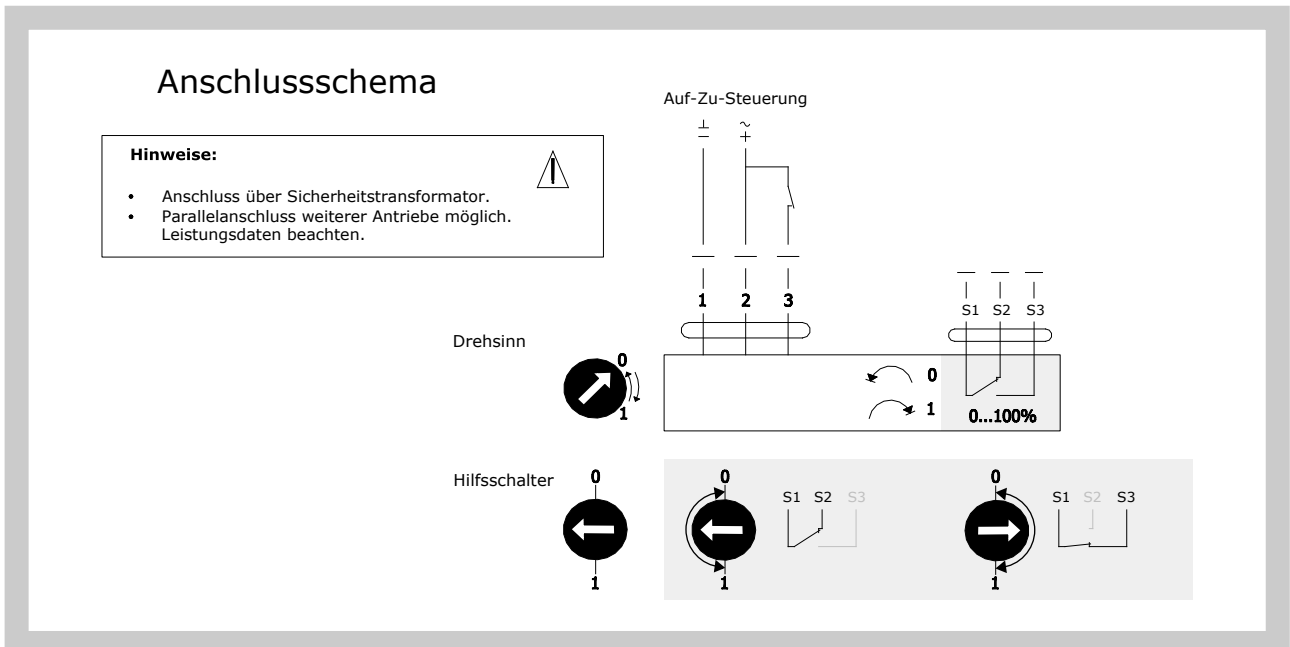 Anschlussschema
Auf-Zu-Steuerung
Hinweise:
• Anschluss über Sicherheitstransformator.
• Parallelanschluss weiterer Antriebe möglich.
Leistungsdaten beachten.
⊥ ~
− +
1 2 3
S1 S2 S3
Drehsinn
0
1
0
1
0...100%
Hilfsschalter
0
1
0
1
S1 S2 S3
0
1
S1 S2 S3